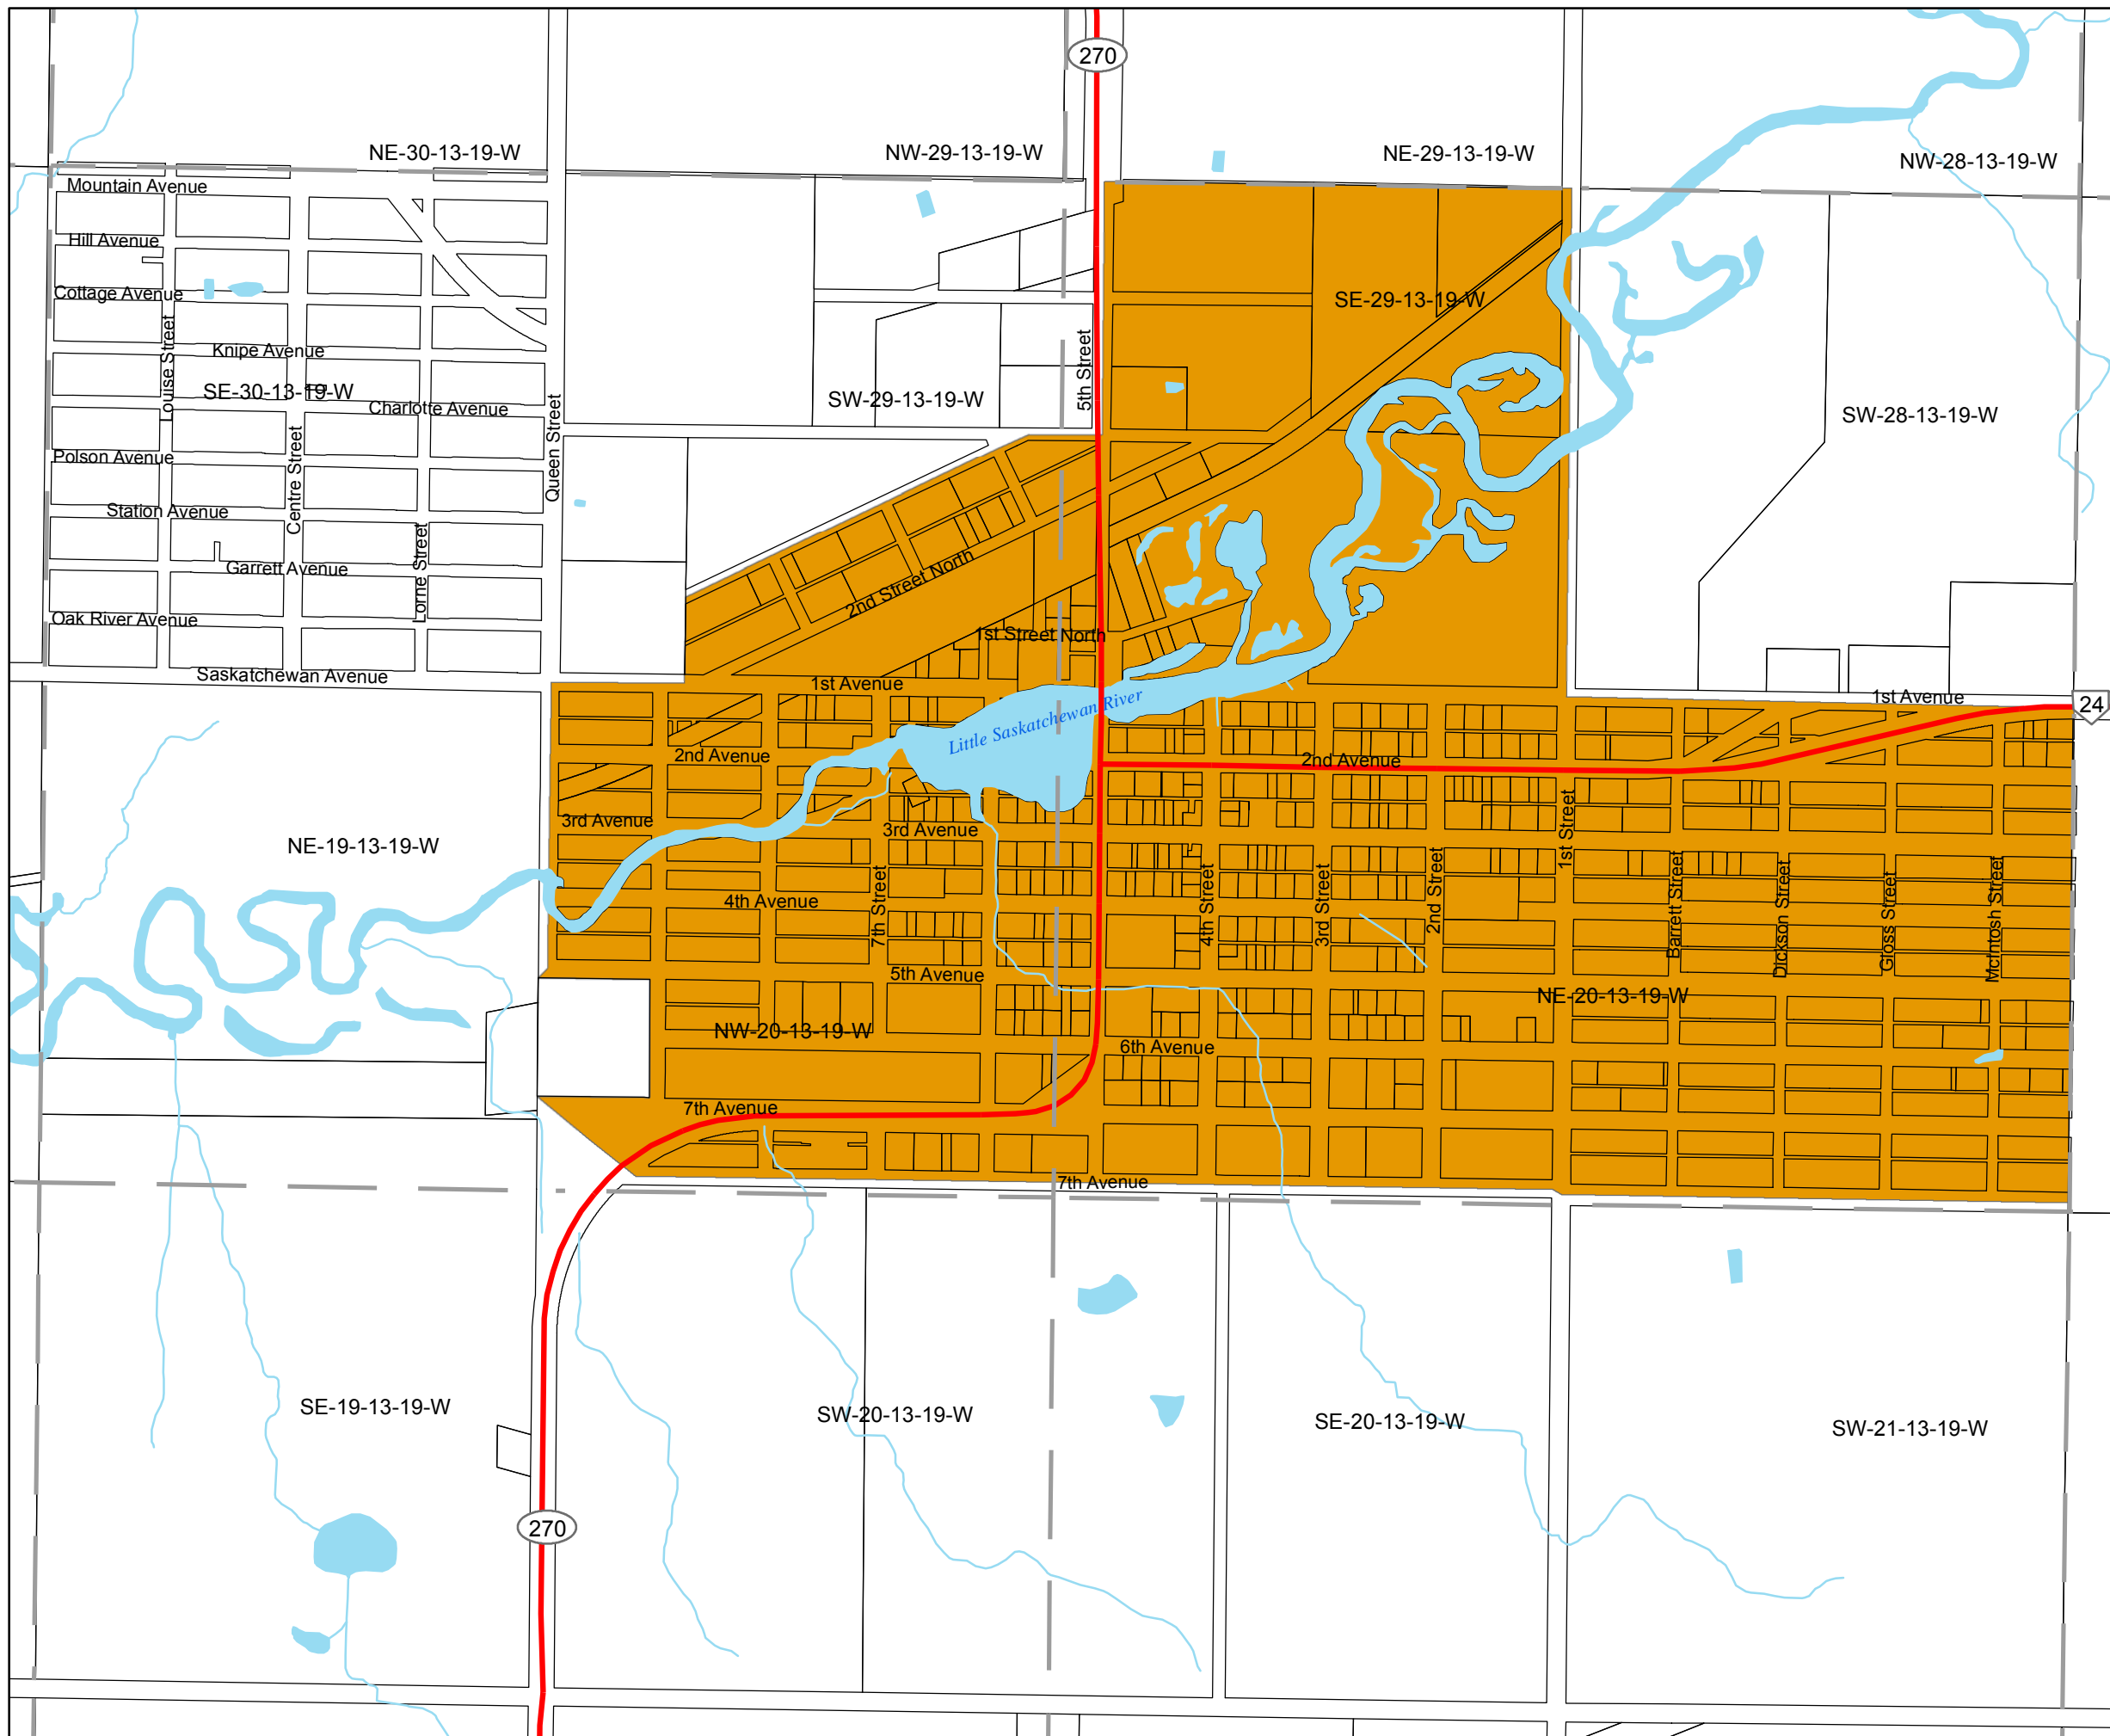 270
NE-30-13-19-W
NW-29-13-19-W
NE-29-13-19-W
NW-28-13-19-W
Mountain Avenue
Hill Avenue
Cottage Avenue
SE-29-13-19-W
Louise Street
Knipe Avenue
5th Street
SE-30-13-19-W
SW-29-13-19-W
Charlotte Avenue
SW-28-13-19-W
Queen Street
Polson Avenue
Centre Street
Station Avenue
Lorne Street
Garrett Avenue
2nd Street North
Oak River Avenue
1st Street North
Saskatchewan Avenue
1st Avenue
1st Avenue
24
Little Saskatchewan River
2nd Avenue
2nd Avenue
3rd Avenue
3rd Avenue
1st Street
NE-19-13-19-W
4th Avenue
7th Street
4th Street
3rd Street
2nd Street
Barrett Street
Dickson Street
Gloss Street
McIntosh Street
5th Avenue
NE-20-13-19-W
NW-20-13-19-W
6th Avenue
7th Avenue
7th Avenue
SE-19-13-19-W
SW-20-13-19-W
SE-20-13-19-W
SW-21-13-19-W
270